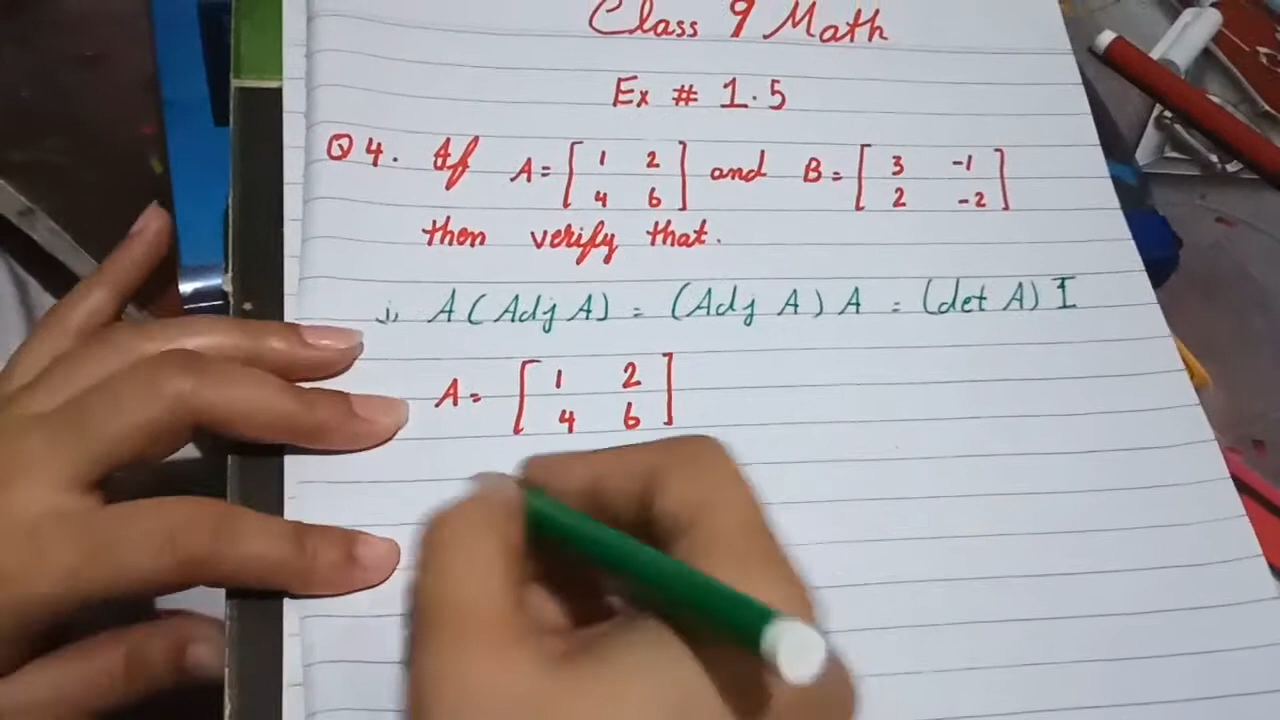 Class 9 Math
Ex # 1.5
Q4. If A = [ 1 2 ] and B = [ 3 -1 ]
4 6 2 -2
then verify that.
i, A (Adj A) = (Adj A) A = (det A) I
A = [ 1 2 ]
4 6